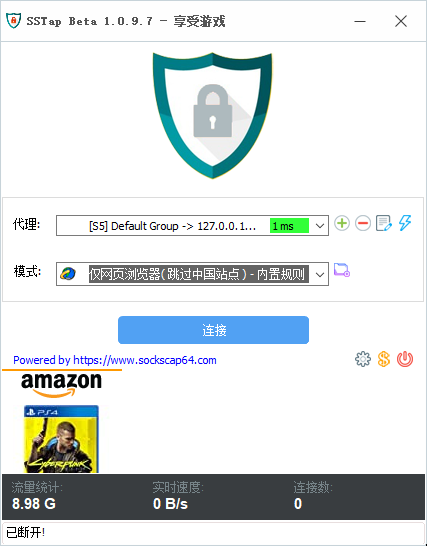 SSTap Beta 1.0.9.7 - 享受游戏
代理:
[S5] Default Group -> 127.0.0.1... 1 ms
模式:
仅网页浏览器(跳过中国站点) - 内置规则
连接
Powered by https://www.sockscap64.com
amazon
PS4
Cyberpunk
流量统计: 实时速度: 连接数:
8.98 G 0 B/s 0
已断开!